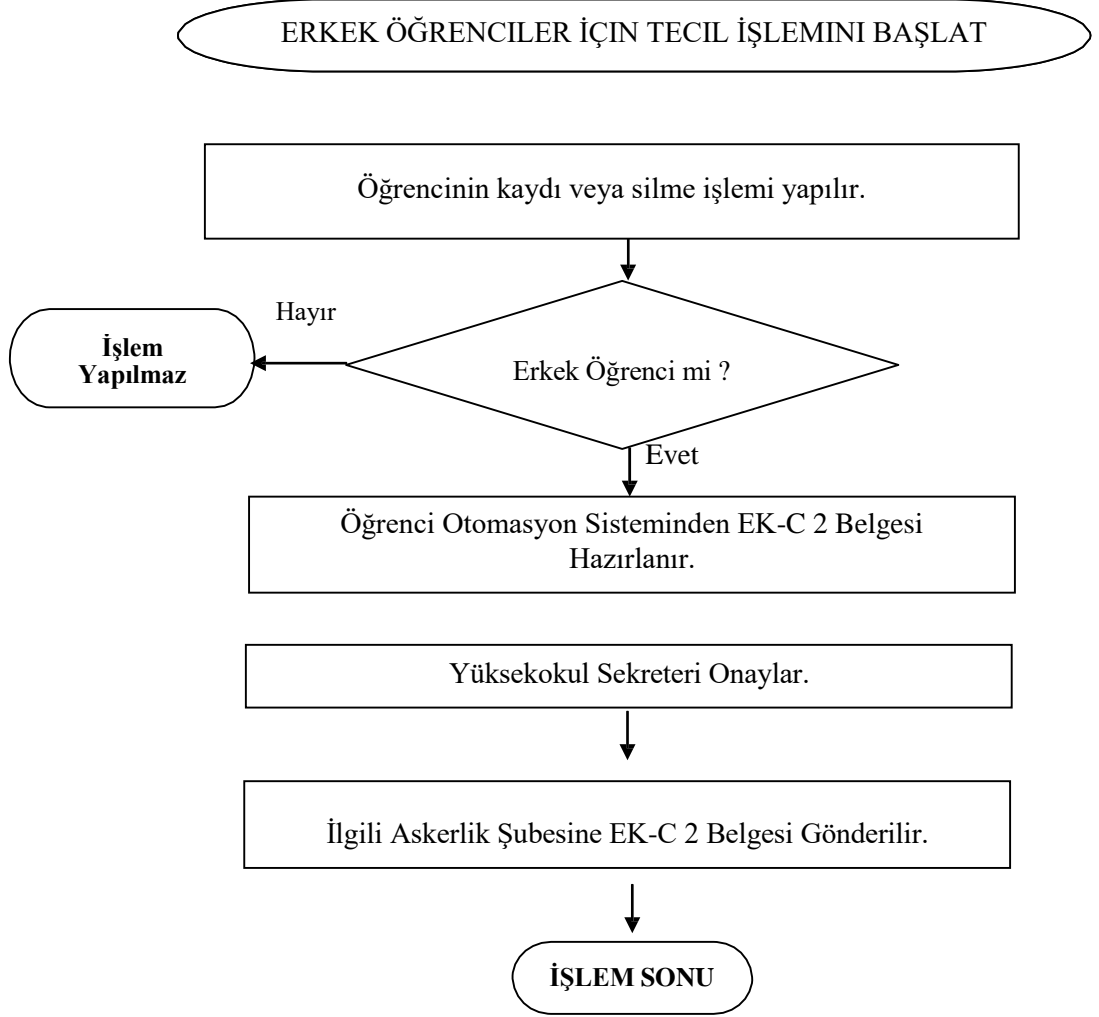 ERKEK ÖĞRENCILER İÇIN TECIL İŞLEMINI BAŞLAT
Öğrencinin kaydı veya silme işlemi yapılır.
Hayır
İşlem
Yapılmaz
Erkek Öğrenci mi ?
Evet
Öğrenci Otomasyon Sisteminden EK-C 2 Belgesi
Hazırlanır.
Yüksekokul Sekreteri Onaylar.
İlgili Askerlik Şubesine EK-C 2 Belgesi Gönderilir.
İŞLEM SONU